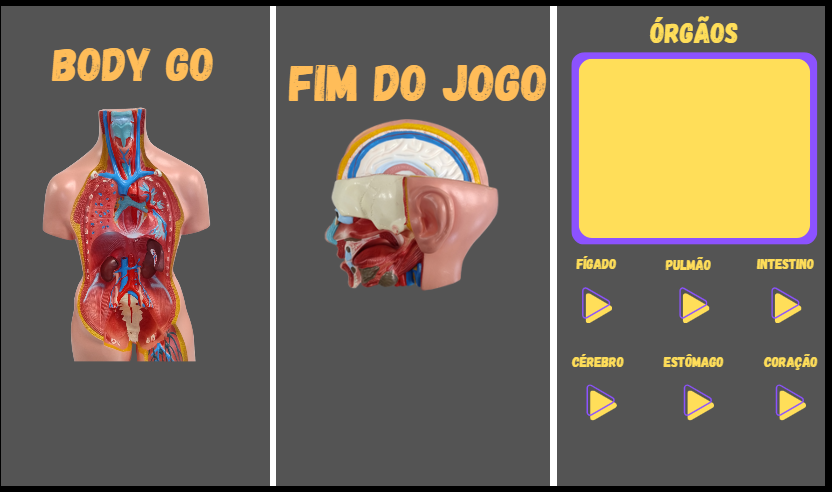 BODY GO
FIM DO JOGO
ÓRGÃOS
FÍGADO
PULMÃO
INTESTINO
CÉREBRO
ESTÔMAGO
CORAÇÃO